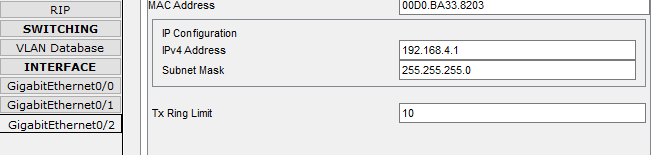 RIP
SWITCHING
VLAN Database
INTERFACE
GigabitEthernet0/0
GigabitEthernet0/1
GigabitEthernet0/2
MAC Address 00D0.BA33.8203
IP Configuration
IPv4 Address 192.168.4.1
Subnet Mask 255.255.255.0
Tx Ring Limit 10